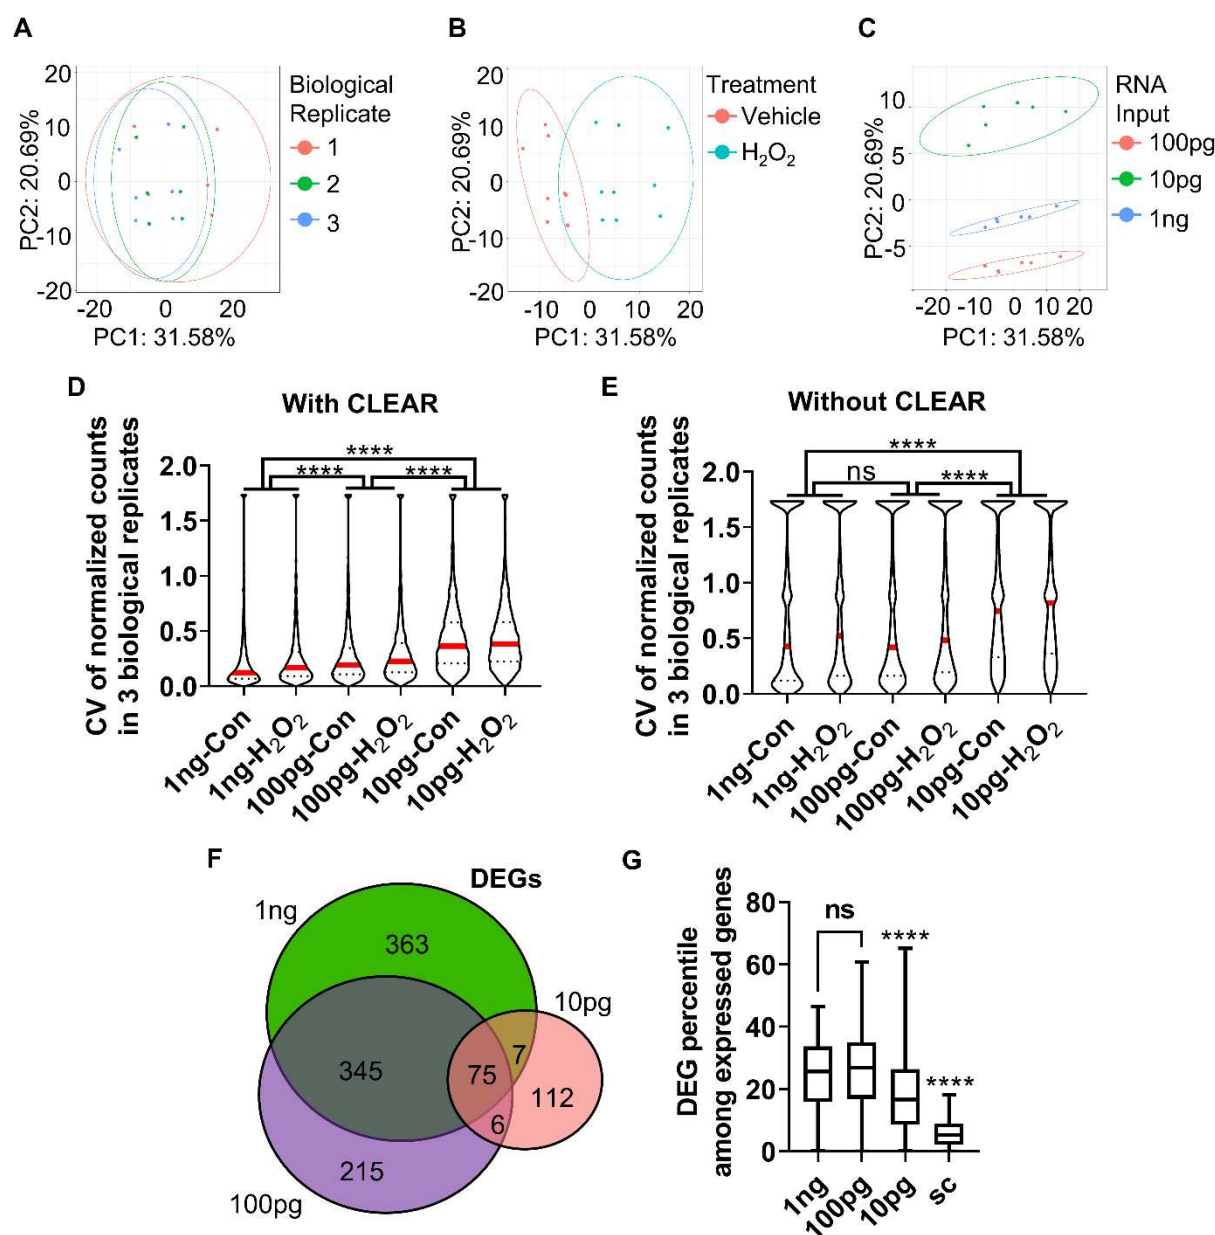 A
20
10
0
-10
-20
PC2: 20.69%
-20
0
20
PC1: 31.58%
Biological
Replicate
1
2
3
B
20
10
0
-10
-20
PC2: 20.69%
-10
0
10
20
PC1: 31.58%
Treatment
Vehicle
H₂O₂
C
10
5
0
-5
PC2: 20.69%
-20
-10
0
10
20
PC1: 31.58%
RNA
Input
100pg
10pg
1ng
D
With CLEAR
CV of normalized counts
in 3 biological replicates
2.0
1.5
1.0
0.5
0.0
****
****
****
1ng-Con
1ng-H₂O₂
100pg-Con
100pg-H₂O₂
10pg-Con
10pg-H₂O₂
E
Without CLEAR
CV of normalized counts
in 3 biological replicates
2.0
1.5
1.0
0.5
0.0
****
ns
****
1ng-Con
1ng-H₂O₂
100pg-Con
100pg-H₂O₂
10pg-Con
10pg-H₂O₂
F
DEGs
1ng
363
10pg
345
75
7
112
6
215
100pg
G
DEG percentile
among expressed genes
80
60
40
20
0
ns
****
****
1ng
100pg
10pg
sc